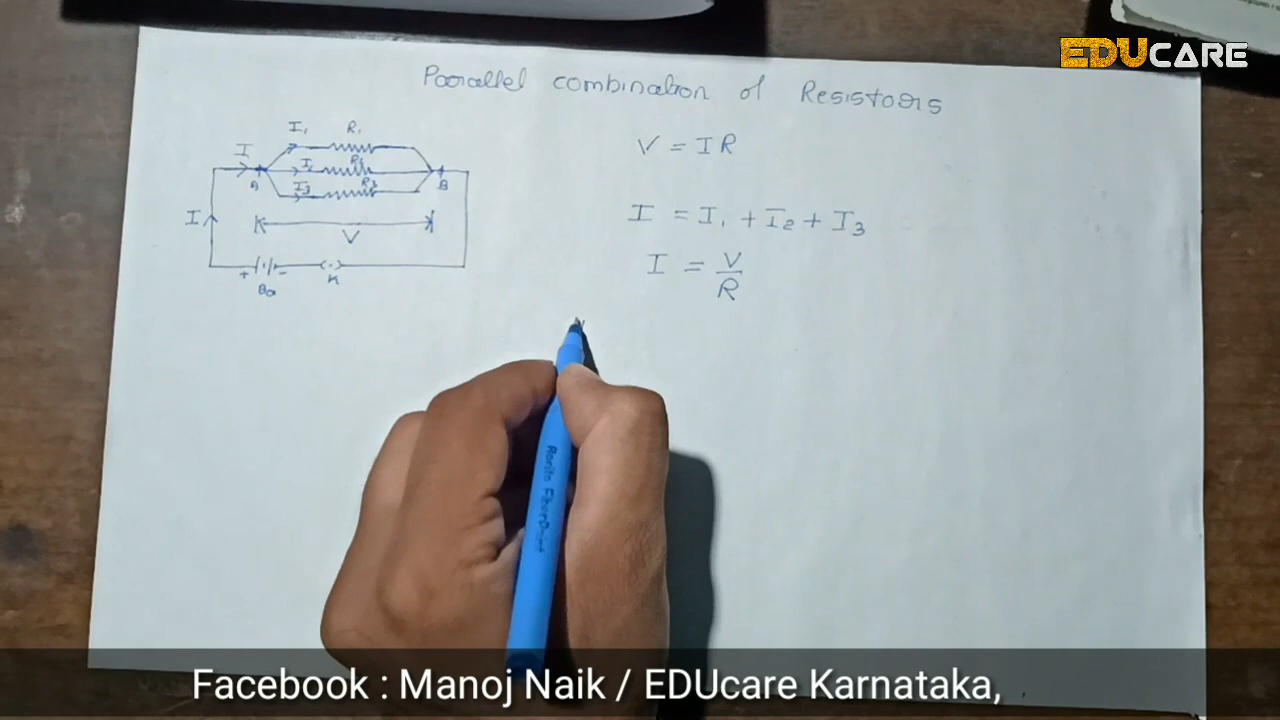 EDUCARE
Parallel combination of Resistors
I₁ R₁
I I₂ R₂
A I₃ R₃ B
I
V
+ -
Ba K
V = IR
I = I₁ + I₂ + I₃
I = V/R
Facebook : Manoj Naik / EDUcare Karnataka,